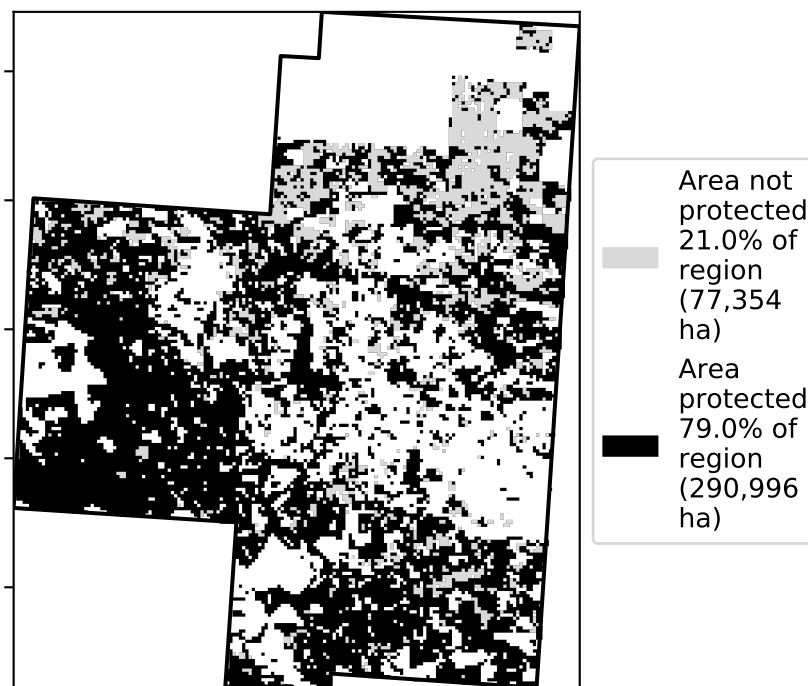 Area not
protected
21.0% of
region
(77,354
ha)
Area
protected
79.0% of
region
(290,996
ha)